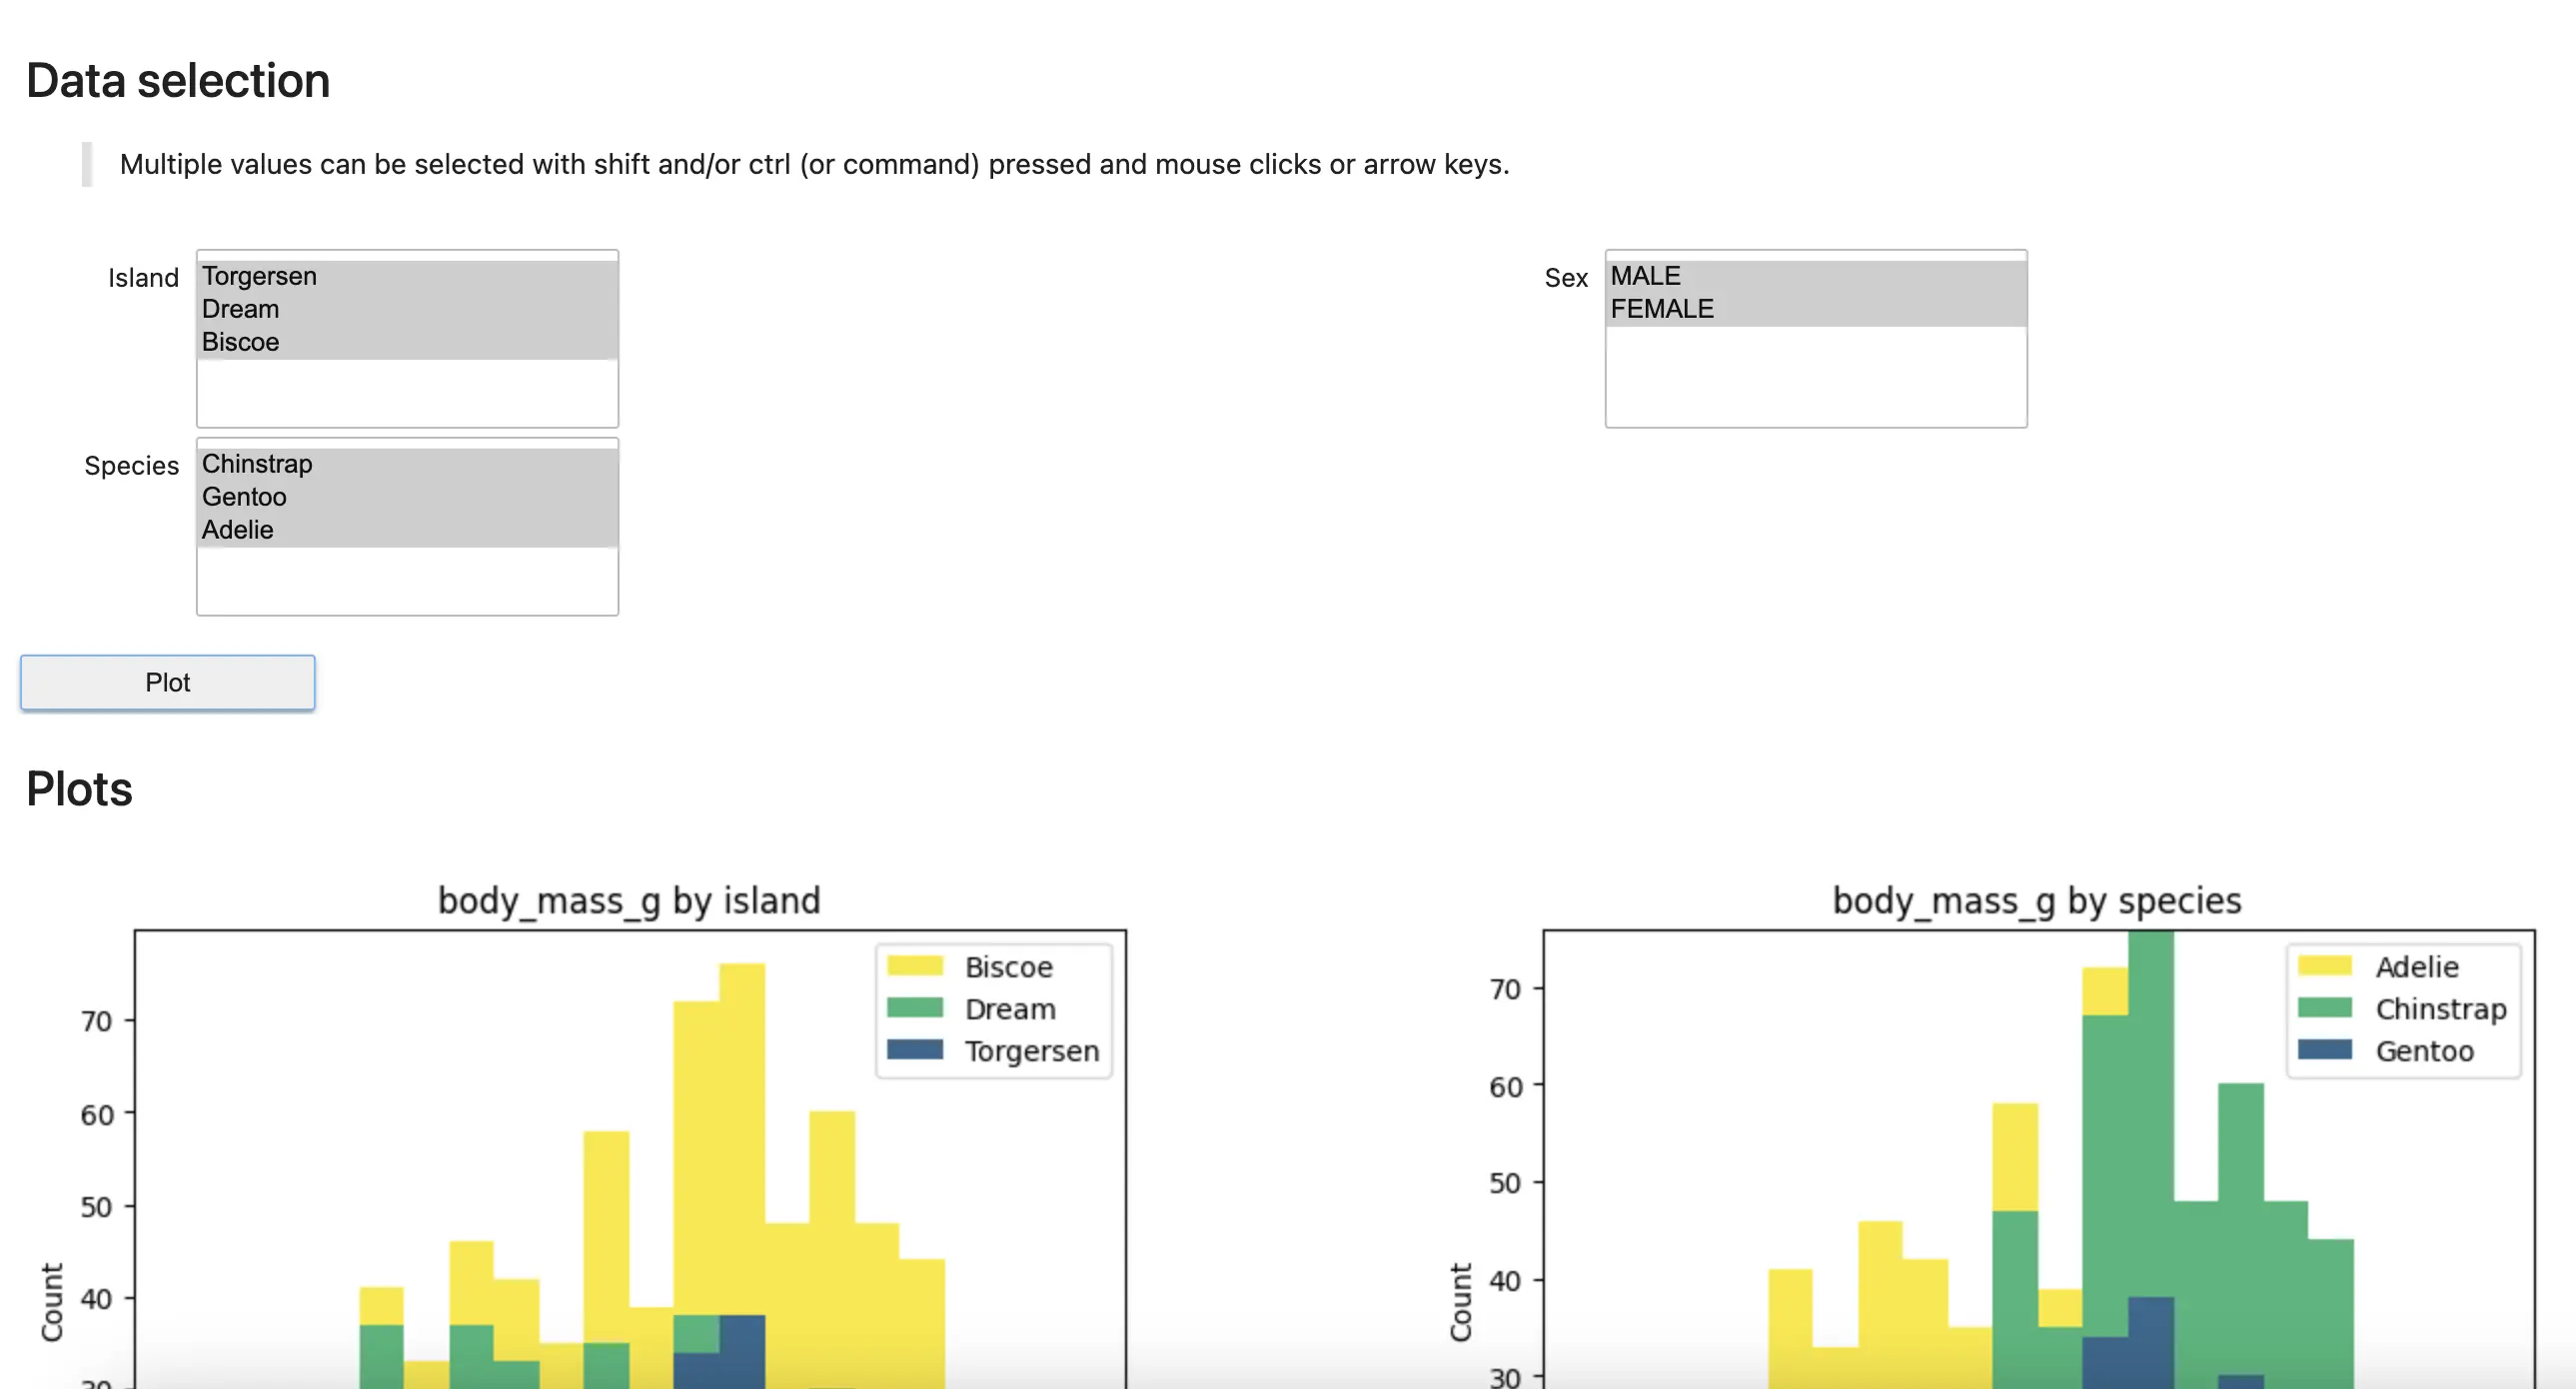 Data selection
Multiple values can be selected with shift and/or ctrl (or command) pressed and mouse clicks or arrow keys.
Island
Torgersen
Dream
Biscoe
Sex
MALE
FEMALE
Species
Chinstrap
Gentoo
Adelie
Plot
Plots
body_mass_g by island
Biscoe
Dream
Torgersen
70
60
50
40
30
Count
body_mass_g by species
Adelie
Chinstrap
Gentoo
70
60
50
40
30
Count